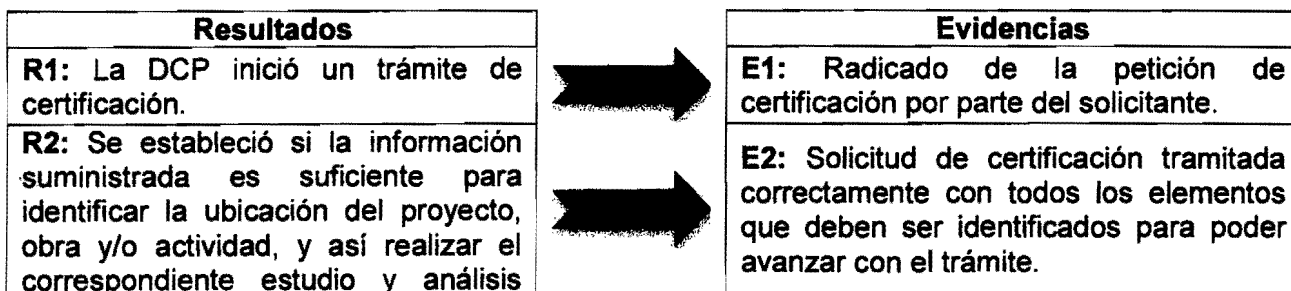 Resultados
R1: La DCP inició un trámite de
certificación.
R2: Se estableció si la información
suministrada es suficiente para
identificar la ubicación del proyecto,
obra y/o actividad, y así realizar el
correspondiente estudio y análisis
Evidencias
E1: Radicado de la petición de
certificación por parte del solicitante.
E2: Solicitud de certificación tramitada
correctamente con todos los elementos
que deben ser identificados para poder
avanzar con el trámite.